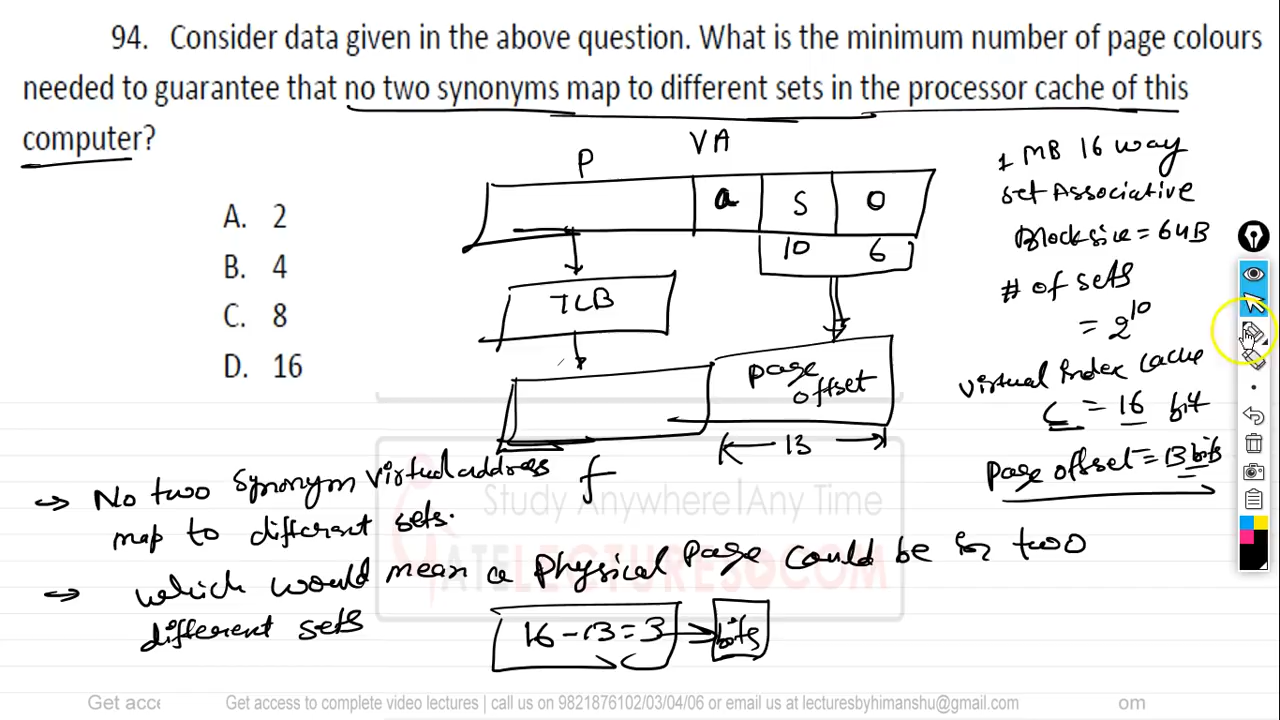 94. Consider data given in the above question. What is the minimum number of page colours
needed to guarantee that no two synonyms map to different sets in the processor cache of this
computer?
A. 2
B. 4
C. 8
D. 16
VA
P
a S O
10 6
TLB
page
offset
13
f
1 MB 16 way
set Associative
Block size = 64B
# of sets
= 2^10
virtual Index cache
C = 16 bit
page offset = 13 bits
-> No two synonym virtual address
map to different sets.
-> which would mean a physical page could be in two
different sets
16 - 13 = 3 -> bits
Study Anywhere|Any Time
Get acce
Get access to complete video lectures | call us on 9821876102/03/04/06 or email us at lecturesbyhimanshu@gmail.com
om